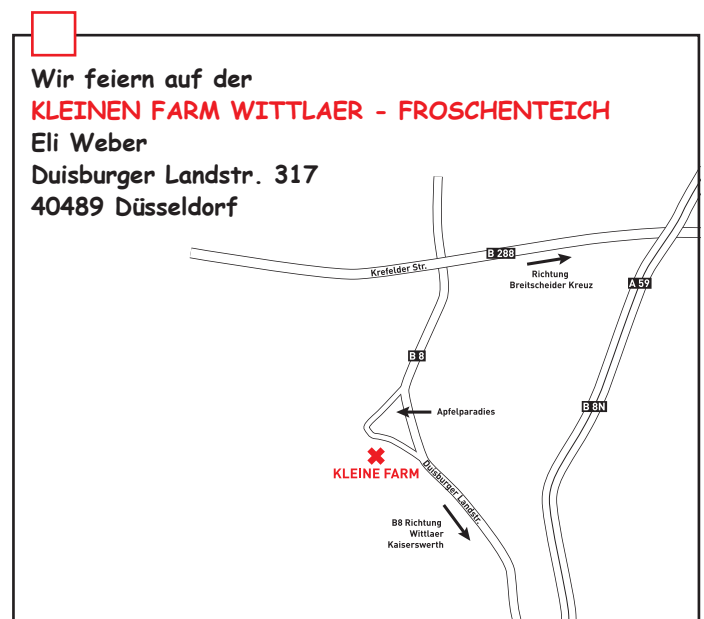 Wir feiern auf der
KLEINEN FARM WITTLAER - FROSCHENTEICH
Eli Weber
Duisburger Landstr. 317
40489 Düsseldorf
B 288
Krefelder Str.
Richtung
Breitscheider Kreuz
A 59
B 8
B 8N
Apfelparadies
KLEINE FARM
Duisburger Landstr.
B8 Richtung
Wittlaer
Kaiserswerth